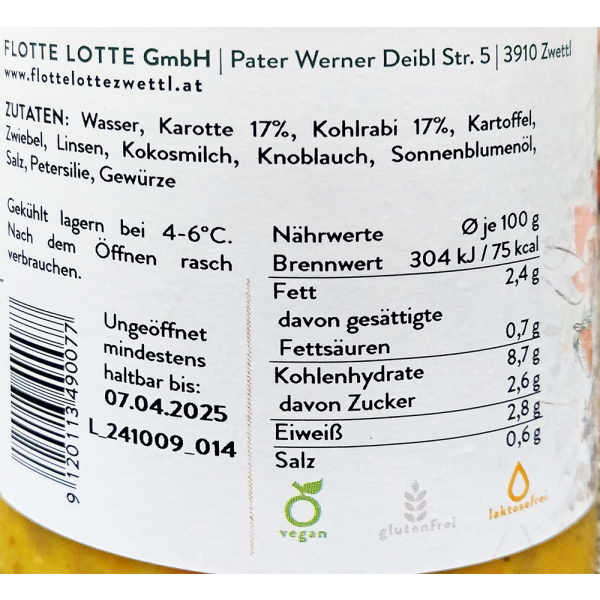 FLOTTE LOTTE GmbH | Pater Werner Deibl Str. 5 | 3910 Zwettl
www.flottelottezwettl.at
ZUTATEN: Wasser, Karotte 17%, Kohlrabi 17%, Kartoffel,
Zwiebel, Linsen, Kokosmilch, Knoblauch, Sonnenblumenöl,
Salz, Petersilie, Gewürze
Gekühlt lagern bei 4-6°C.
Nach dem Öffnen rasch
verbrauchen.
Ungeöffnet
mindestens
haltbar bis:
07.04.2025
L_241009_014
9 120113 490077
Nährwerte Ø je 100 g
Brennwert 304 kJ / 75 kcal
Fett 2,4 g
davon gesättigte
Fettsäuren 0,7 g
Kohlenhydrate 8,7 g
davon Zucker 2,6 g
Eiweiß 2,8 g
Salz 0,6 g
vegan
glutenfrei
laktosefrei